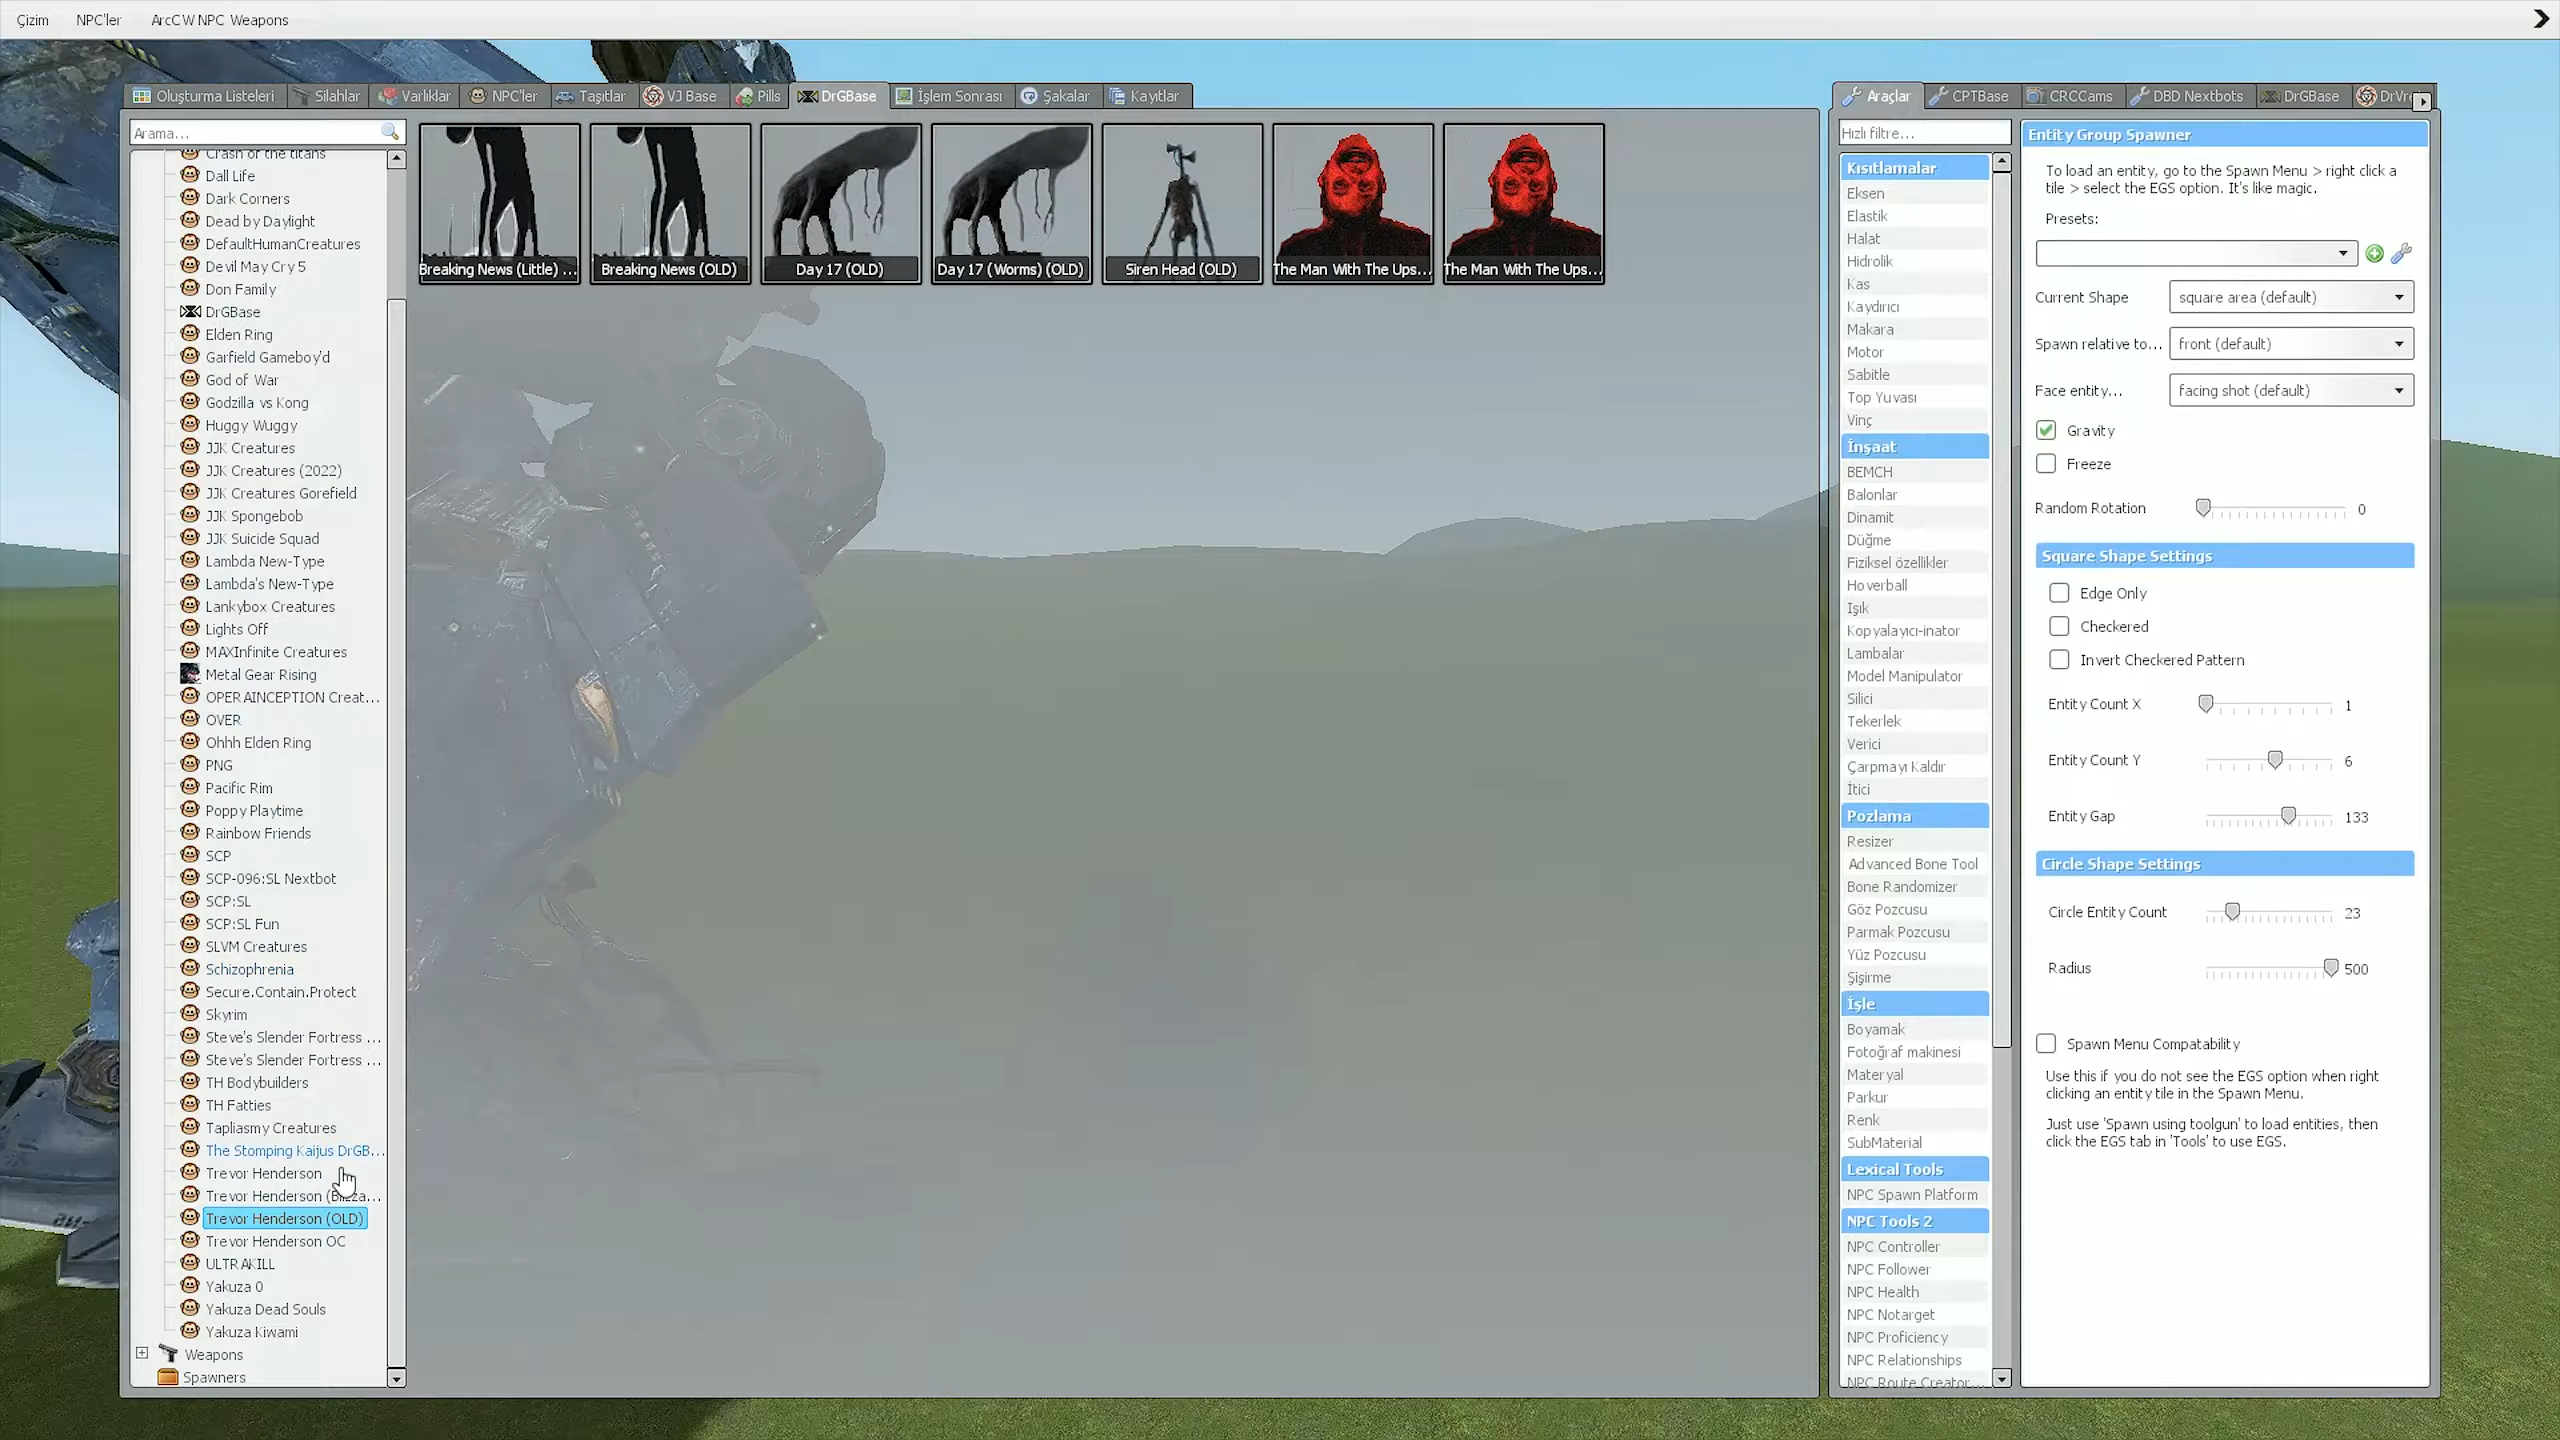 Çizim NPC'ler ArcCW NPC Weapons
Oluşturma Listeleri Silahlar Varlıklar NPC'ler Taşıtlar VJ Base Pills DrGBase İşlem Sonrası Şakalar Kayıtlar
Arama...
Crash of the titans
Dall Life
Dark Corners
Dead by Daylight
DefaultHumanCreatures
Devil May Cry 5
Don Family
DrGBase
Elden Ring
Garfield Gameboy'd
God of War
Godzilla vs Kong
Huggy Wuggy
JJK Creatures
JJK Creatures (2022)
JJK Creatures Gorefield
JJK Spongebob
JJK Suicide Squad
Lambda New-Type
Lambda's New-Type
Lankybox Creatures
Lights Off
MAXInfinite Creatures
Metal Gear Rising
OPERAINCEPTION Creat...
OVER
Ohhh Elden Ring
PNG
Pacific Rim
Poppy Playtime
Rainbow Friends
SCP
SCP-096:SL Nextbot
SCP:SL
SCP:SL Fun
SLVM Creatures
Schizophrenia
Secure.Contain.Protect
Skyrim
Steve's Slender Fortress ...
Steve's Slender Fortress ...
TH Bodybuilders
TH Fatties
Tapliasmy Creatures
The Stomping Kaijus DrGB...
Trevor Henderson
Trevor Henderson
Trevor Henderson (OLD)
Trevor Henderson OC
ULTRAKILL
Yakuza 0
Yakuza Dead Souls
Yakuza Kiwami
Weapons
Spawners
Breaking News (Little) ...
Breaking News (OLD)
Day 17 (OLD)
Day 17 (Worms) (OLD)
Siren Head (OLD)
The Man With The Ups...
The Man With The Ups...
Araçlar CPTBase CRCCams DBD Nextbots DrGBase
Hızlı filtre...
Kısıtlamalar
Eksen
Elastik
Halat
Hidrolik
Kas
Kaydırıcı
Makara
Motor
Sabitle
Top Yuvası
Vinç
İnşaat
BEMCH
Balonlar
Dinamit
Düğme
Fiziksel özellikler
Hoverball
Işık
Kopyalayıcı-inator
Lambalar
Model Manipulator
Silici
Tekerlek
Verici
Çarpmayı Kaldır
İtici
Pozlama
Resizer
Advanced Bone Tool
Bone Randomizer
Göz Pozcusu
Parmak Pozcusu
Yüz Pozcusu
Şişirme
İşle
Boyamak
Fotoğraf makinesi
Materyal
Parkur
Renk
SubMaterial
Lexical Tools
NPC Spawn Platform
NPC Tools 2
NPC Controller
NPC Follower
NPC Health
NPC Notarget
NPC Proficiency
NPC Relationships
NPC Route Creator...
Entity Group Spawner
To load an entity, go to the Spawn Menu > right click a
tile > select the EGS option. It's like magic.
Presets:
Current Shape square area (default)
Spawn relative to... front (default)
Face entity... facing shot (default)
Gravity
Freeze
Random Rotation 0
Square Shape Settings
Edge Only
Checkered
Invert Checkered Pattern
Entity Count X 1
Entity Count Y 6
Entity Gap 133
Circle Shape Settings
Circle Entity Count 23
Radius 500
Spawn Menu Compatability
Use this if you do not see the EGS option when right
clicking an entity tile in the Spawn Menu.
Just use 'Spawn using toolgun' to load entities, then
click the EGS tab in 'Tools' to use EGS.